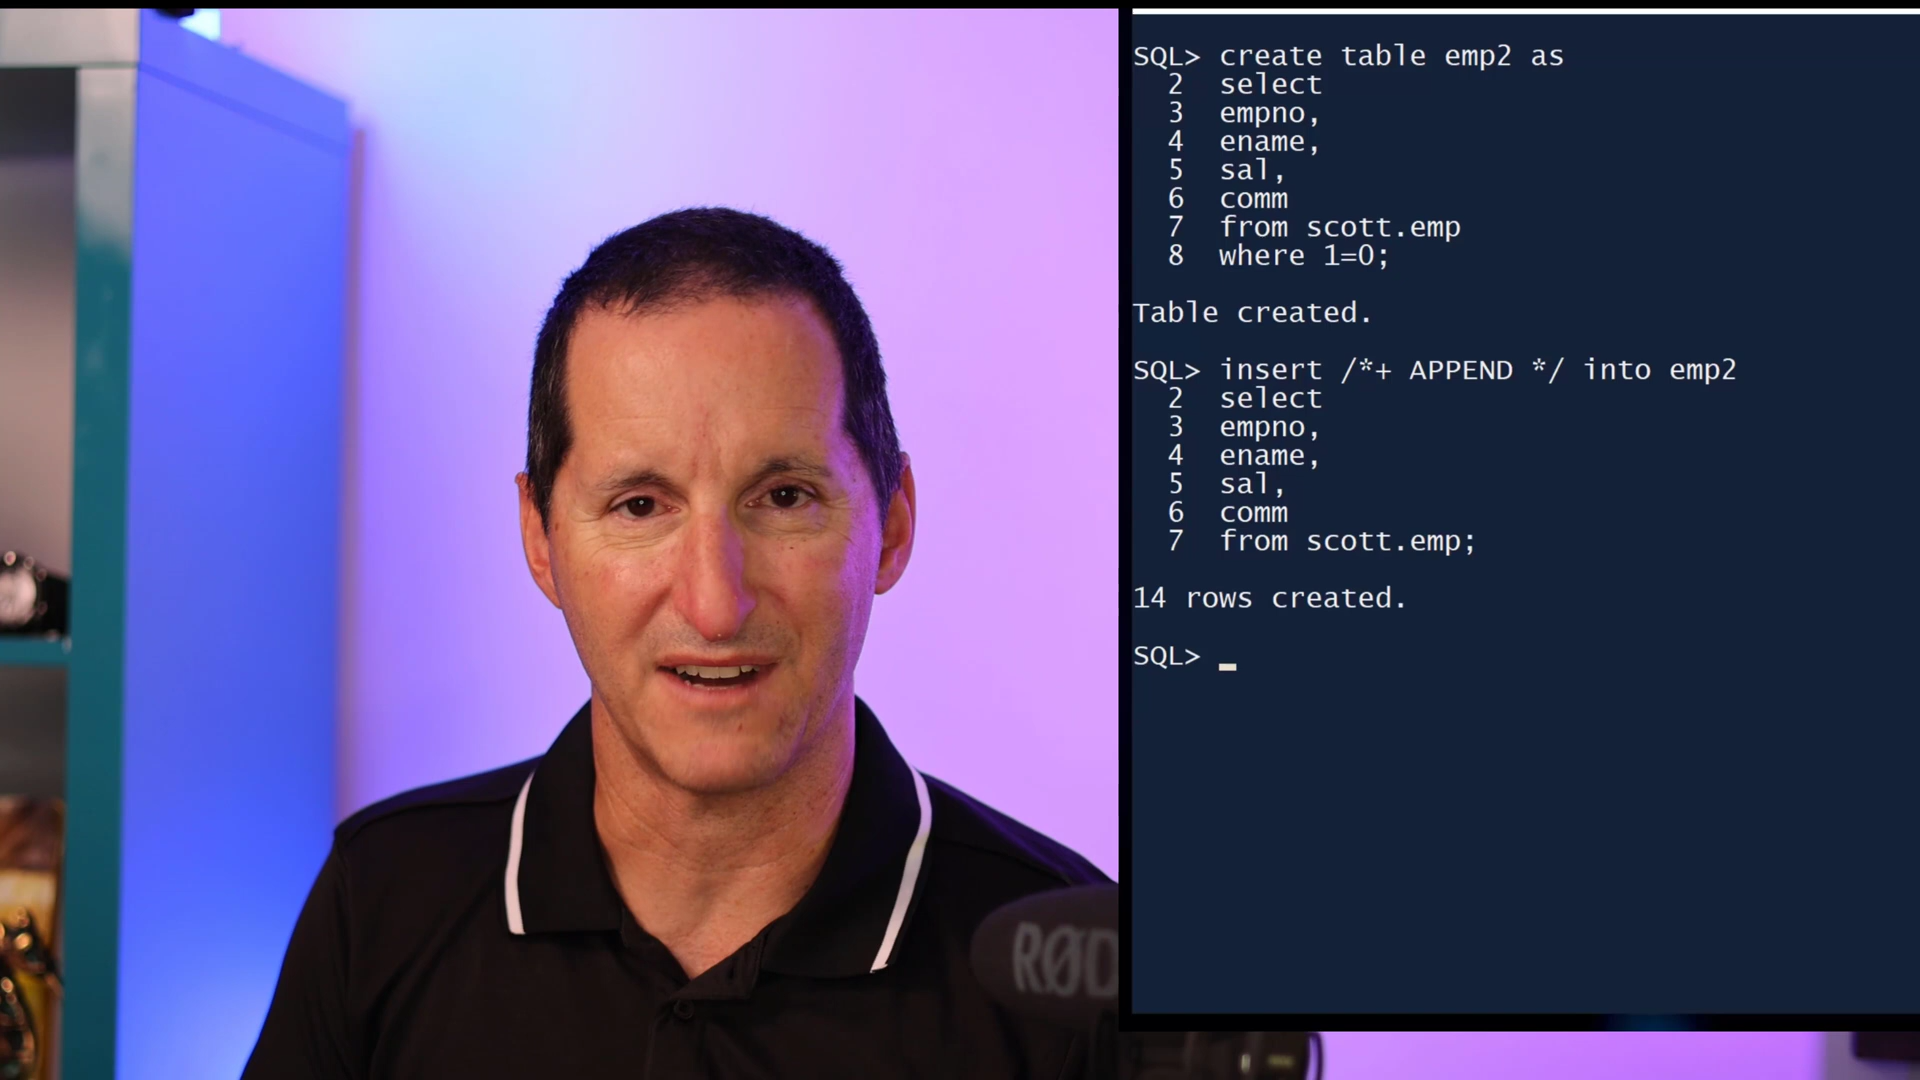 SQL> create table emp2 as
2 select
3 empno,
4 ename,
5 sal,
6 comm
7 from scott.emp
8 where 1=0;
Table created.
SQL> insert /*+ APPEND */ into emp2
2 select
3 empno,
4 ename,
5 sal,
6 comm
7 from scott.emp;
14 rows created.
SQL> _
RØD